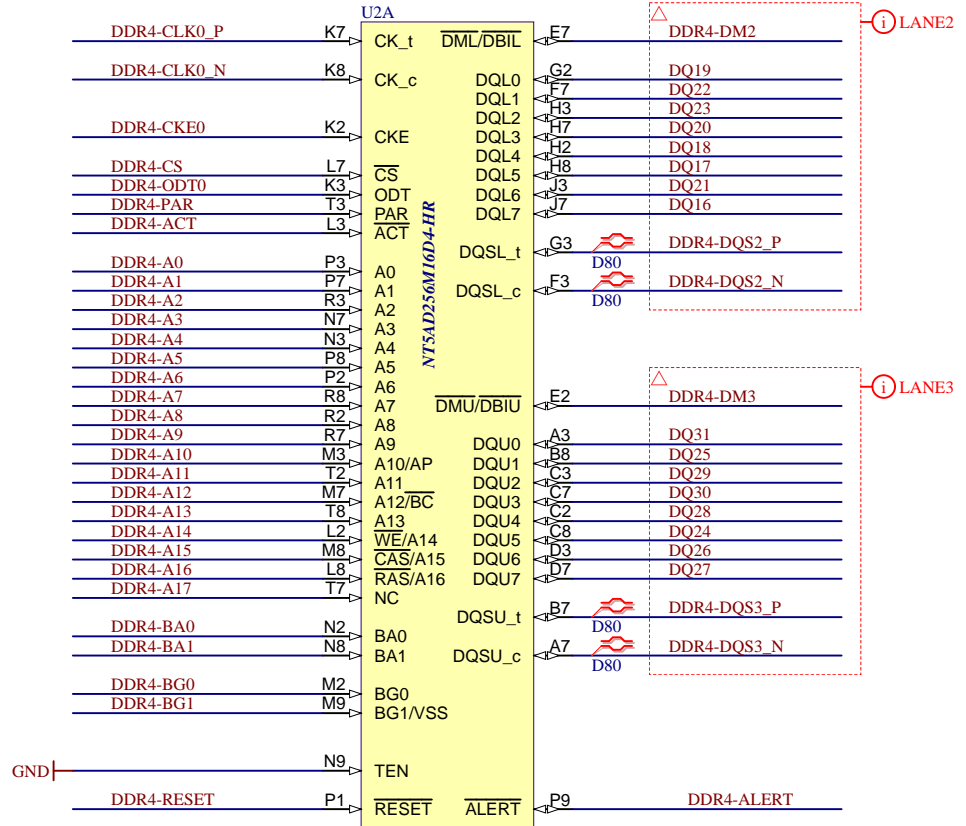 U2A
DDR4-CLK0_P K7 CK_t DML/DBIL E7 DDR4-DM2 i LANE2
DDR4-CLK0_N K8 CK_c DQL0 G2 DQ19
DQL1 F7 DQ22
DQL2 H3 DQ23
DDR4-CKE0 K2 CKE DQL3 H7 DQ20
DQL4 H2 DQ18
DDR4-CS L7 CS DQL5 H8 DQ17
DDR4-ODT0 K3 ODT DQL6 J3 DQ21
DDR4-PAR T3 PAR DQL7 J7 DQ16
DDR4-ACT L3 ACT
DQSL_t G3 D80 DDR4-DQS2_P
DDR4-A0 P3 A0
DDR4-A1 P7 A1 DQSL_c F3 D80 DDR4-DQS2_N
DDR4-A2 R3 A2
DDR4-A3 N7 A3
NT5AD256M16D4-HR
DDR4-A4 N3 A4
DDR4-A5 P8 A5
DDR4-A6 P2 A6
DDR4-A7 R8 A7 DMU/DBIU E2 DDR4-DM3 i LANE3
DDR4-A8 R2 A8
DDR4-A9 R7 A9 DQU0 A3 DQ31
DDR4-A10 M3 A10/AP DQU1 B8 DQ25
DDR4-A11 T2 A11 DQU2 C3 DQ29
DDR4-A12 M7 A12/BC DQU3 C7 DQ30
DDR4-A13 T8 A13 DQU4 C2 DQ28
DDR4-A14 L2 WE/A14 DQU5 C8 DQ24
DDR4-A15 M8 CAS/A15 DQU6 D3 DQ26
DDR4-A16 L8 RAS/A16 DQU7 D7 DQ27
DDR4-A17 T7 NC
DQSU_t B7 D80 DDR4-DQS3_P
DDR4-BA0 N2 BA0
DDR4-BA1 N8 BA1 DQSU_c A7 D80 DDR4-DQS3_N
DDR4-BG0 M2 BG0
DDR4-BG1 M9 BG1/VSS
GND N9 TEN
DDR4-RESET P1 RESET ALERT P9 DDR4-ALERT